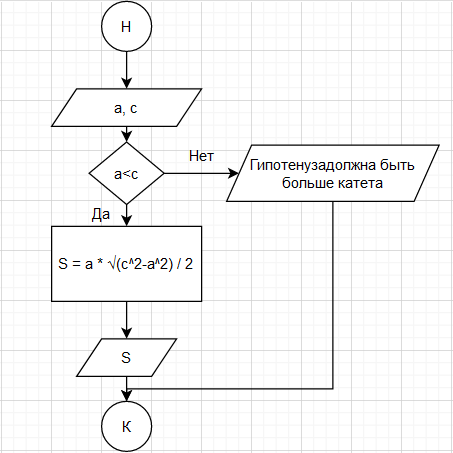 Н
a, c
a<c
Нет
Гипотенузадолжна быть
больше катета
Да
S = a * √(c^2-a^2) / 2
S
К